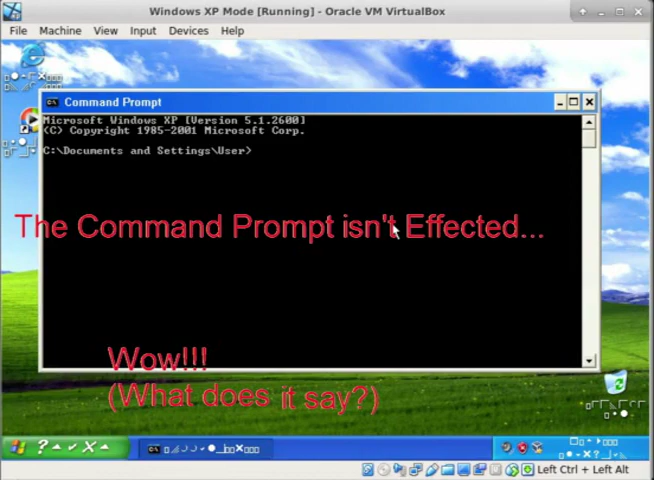 Windows XP Mode [Running] - Oracle VM VirtualBox
File Machine View Input Devices Help
Command Prompt
Microsoft Windows XP [Version 5.1.2600]
(C) Copyright 1985-2001 Microsoft Corp.
C:\Documents and Settings\User>
The Command Prompt isn't Effected...
Wow!!!
(What does it say?)
Left Ctrl + Left Alt